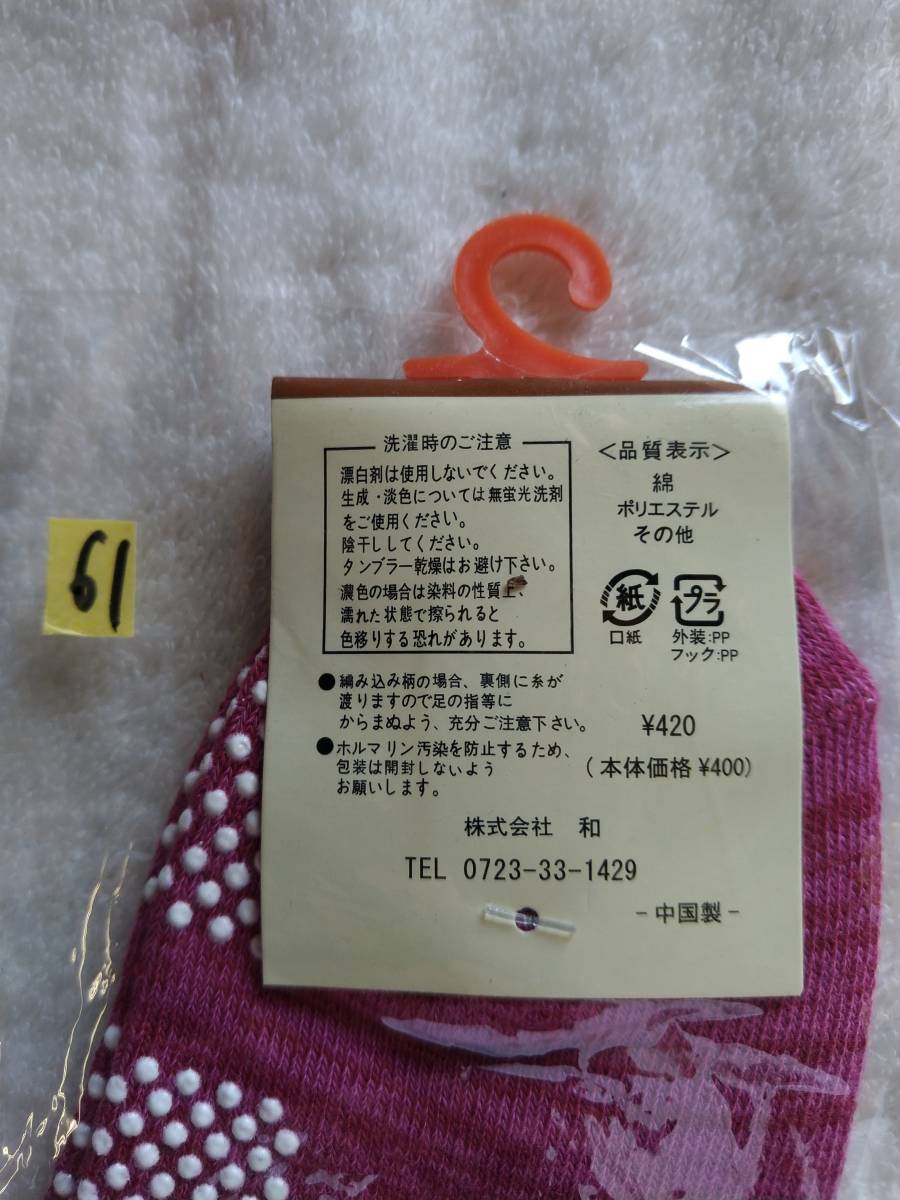 洗濯時のご注意
漂白剤は使用しないでください。
生成・淡色については無蛍光洗剤
をご使用ください。
陰干ししてください。
タンブラー乾燥はお避け下さい。
濃色の場合は染料の性質上、
濡れた状態で擦られると
色移りする恐れがあります。
●編み込み柄の場合、裏側に糸が
渡りますので足の指等に
からまぬよう、充分ご注意下さい。
●ホルマリン汚染を防止するため、
包装は開封しないよう
お願いします。
<品質表示>
綿
ポリエステル
その他
紙 プラ
口紙 外装:PP
フック:PP
¥420
(本体価格 ¥400)
株式会社 和
TEL 0723-33-1429
-中国製-
61